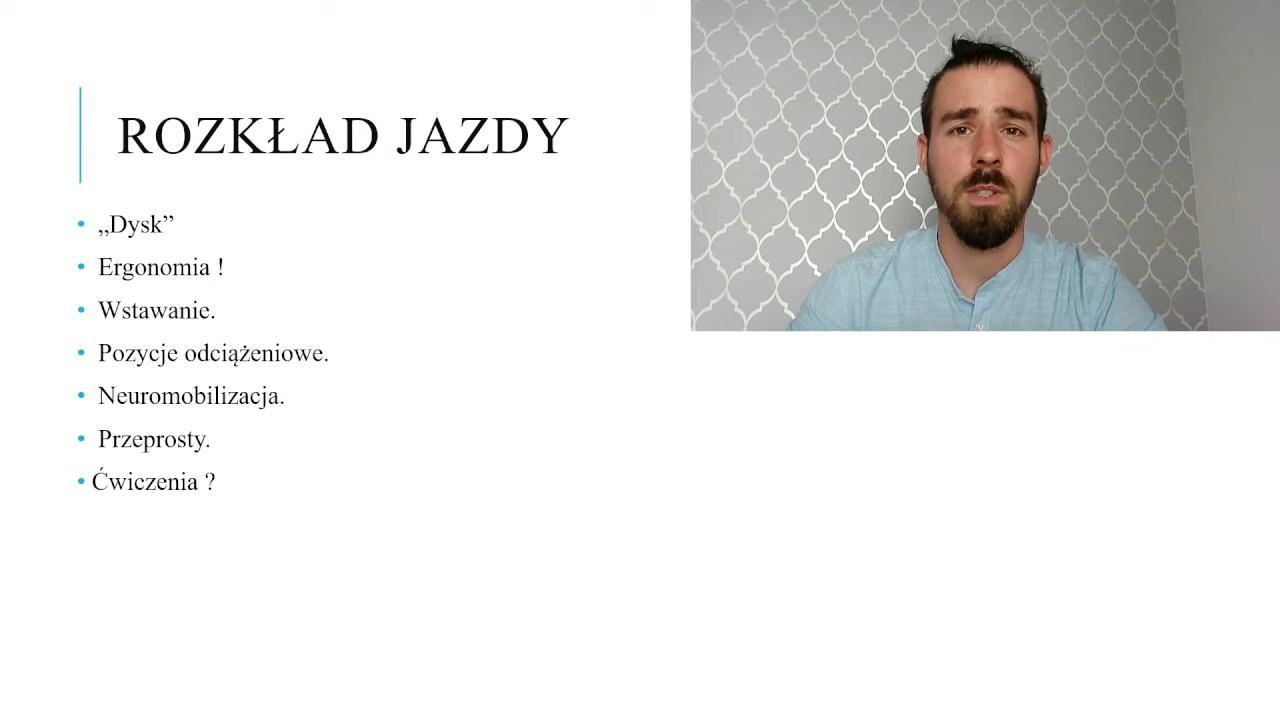 ROZKŁAD JAZDY
• „Dysk”
• Ergonomia !
• Wstawanie.
• Pozycje odciążeniowe.
• Neuromobilizacja.
• Przeprosty.
• Ćwiczenia ?